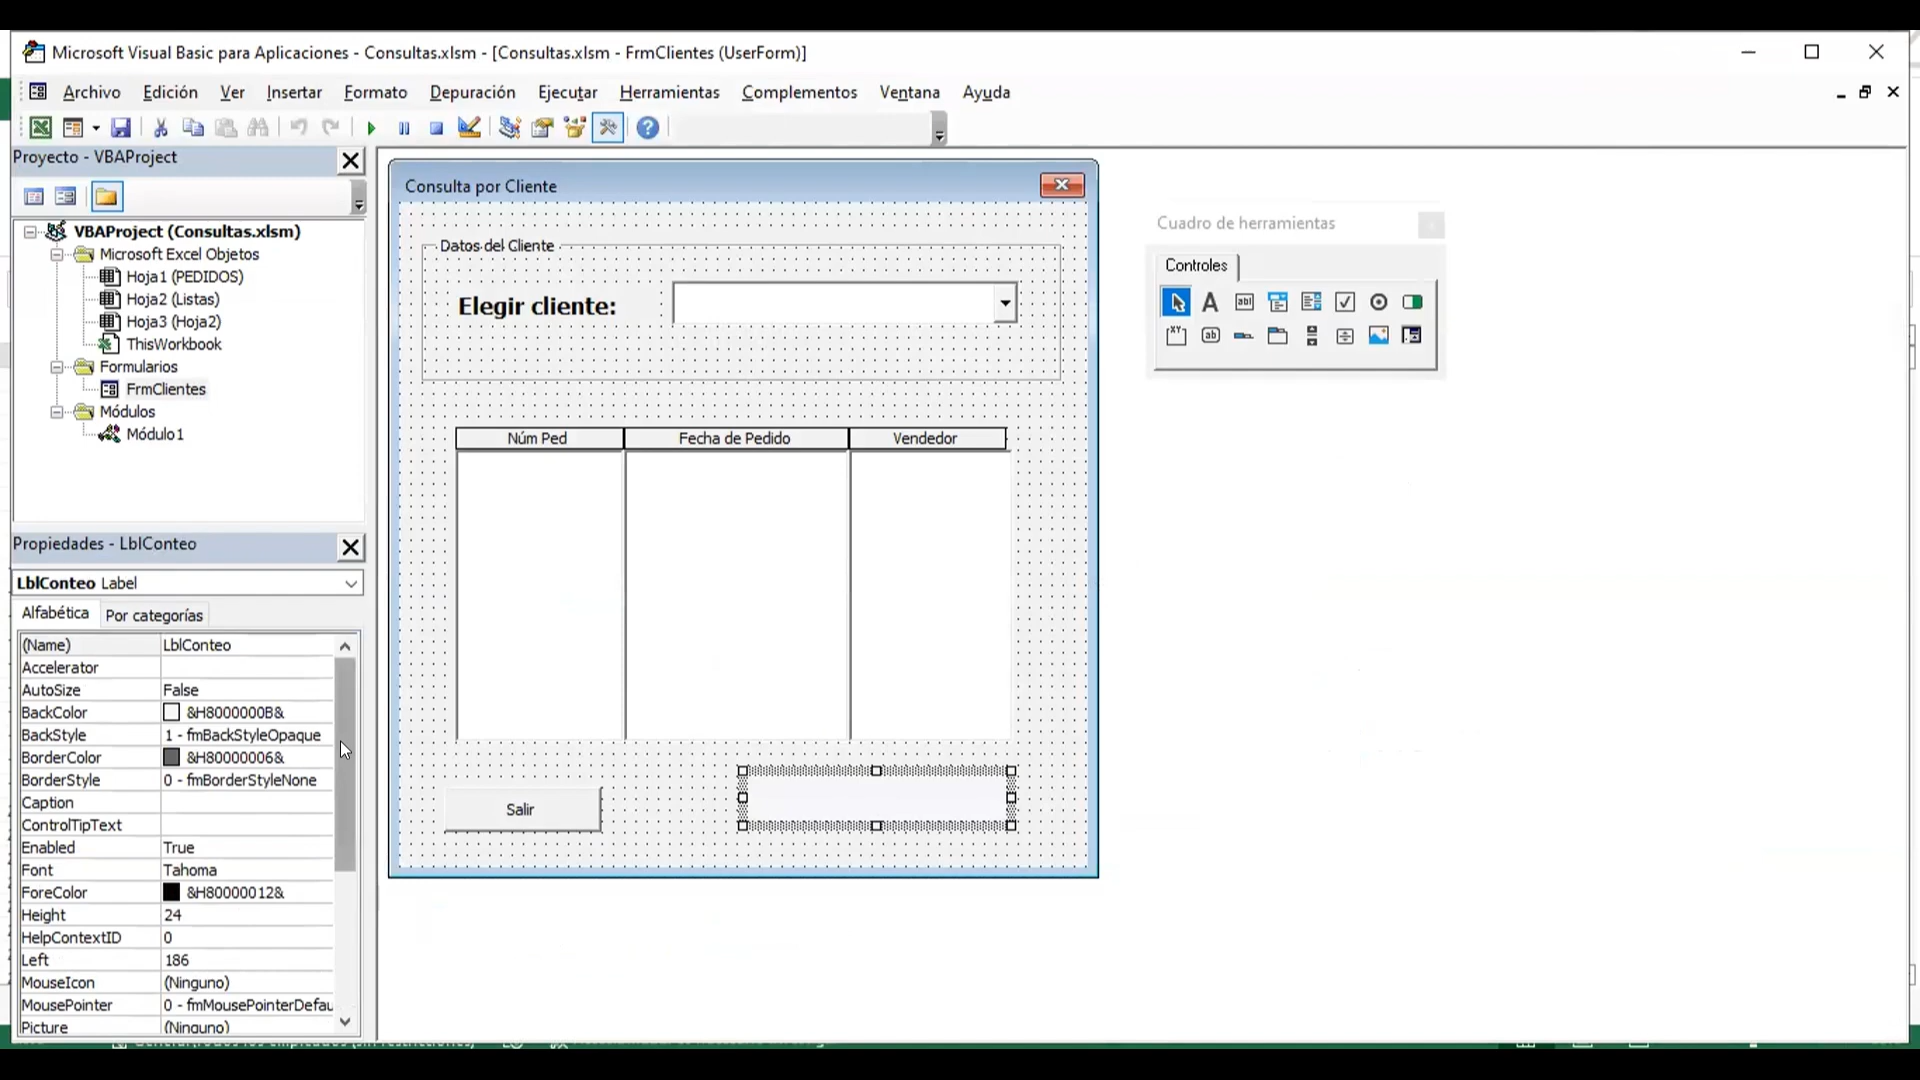 Microsoft Visual Basic para Aplicaciones - Consultas.xlsm - [Consultas.xlsm - FrmClientes (UserForm)]
Archivo Edición Ver Insertar Formato Depuración Ejecutar Herramientas Complementos Ventana Ayuda
Proyecto - VBAProject
VBAProject (Consultas.xlsm)
Microsoft Excel Objetos
Hoja1 (PEDIDOS)
Hoja2 (Listas)
Hoja3 (Hoja2)
ThisWorkbook
Formularios
FrmClientes
Módulos
Módulo1
Propiedades - LblConteo
LblConteo Label
Alfabética Por categorías
(Name) LblConteo
Accelerator
AutoSize False
BackColor &H8000000B&
BackStyle 1 - fmBackStyleOpaque
BorderColor &H80000006&
BorderStyle 0 - fmBorderStyleNone
Caption
ControlTipText
Enabled True
Font Tahoma
ForeColor &H80000012&
Height 24
HelpContextID 0
Left 186
MouseIcon (Ninguno)
MousePointer 0 - fmMousePointerDefau
Picture (Ninguno)
Consulta por Cliente
Datos del Cliente
Elegir cliente:
Núm Ped Fecha de Pedido Vendedor
Salir
Cuadro de herramientas
Controles